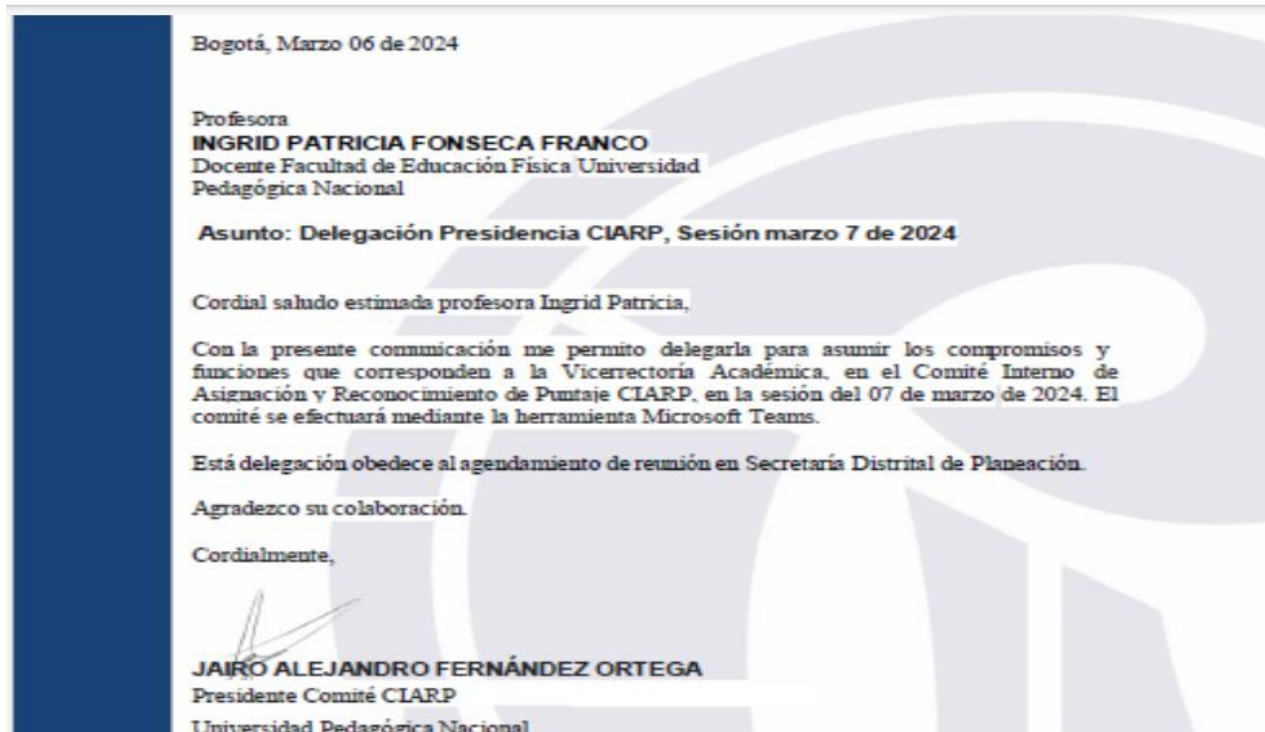 Bogotá, Marzo 06 de 2024
Profesora
INGRID PATRICIA FONSECA FRANCO
Docente Facultad de Educación Física Universidad
Pedagógica Nacional
Asunto: Delegación Presidencia CIARP, Sesión marzo 7 de 2024
Cordial saludo estimada profesora Ingrid Patricia,
Con la presente comunicación me permito delegarla para asumir los compromisos y
funciones que corresponden a la Vicerrectoría Académica, en el Comité Interno de
Asignación y Reconocimiento de Puntaje CIARP, en la sesión del 07 de marzo de 2024. El
comité se efectuará mediante la herramienta Microsoft Teams.
Está delegación obedece al agendamiento de reunión en Secretaría Distrital de Planeación.
Agradezco su colaboración.
Cordialmente,
JAIRO ALEJANDRO FERNÁNDEZ ORTEGA
Presidente Comité CIARP
Universidad Pedagógica Nacional